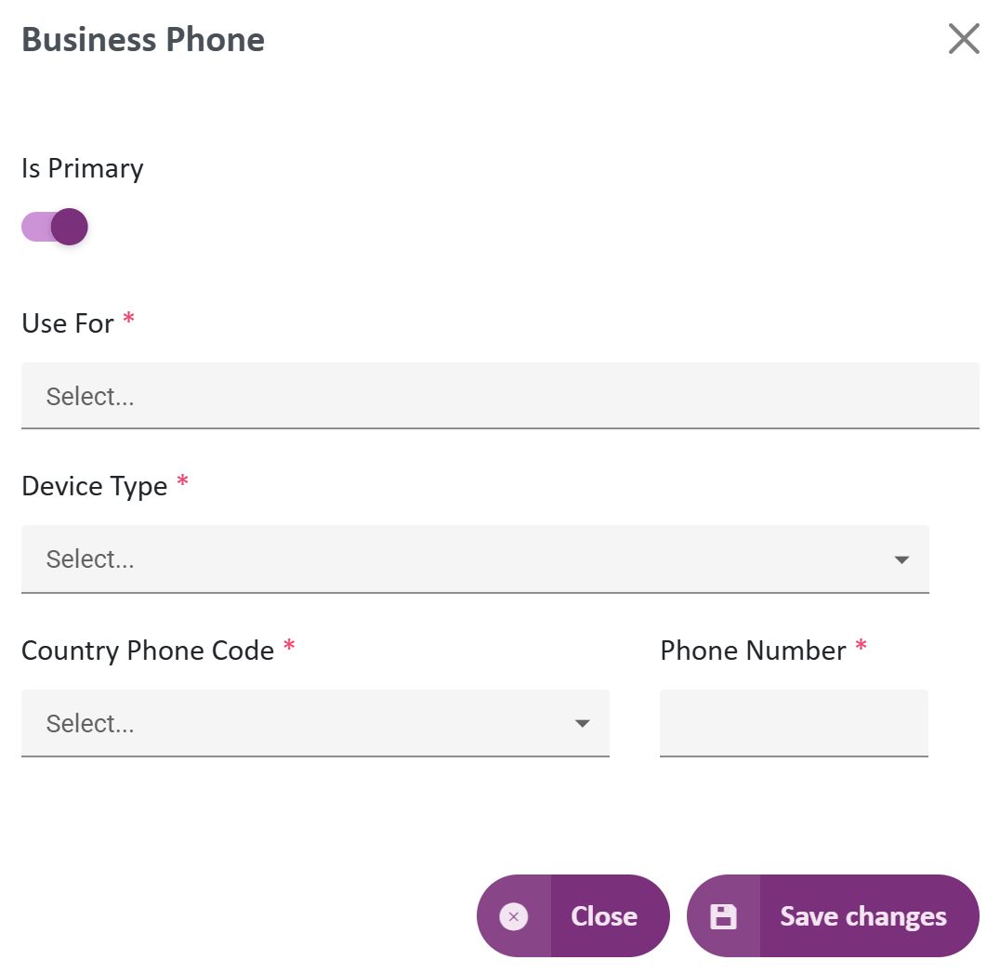 Business Phone
Is Primary
Use For *
Select...
Device Type *
Select...
Country Phone Code *
Phone Number *
Select...
Close
Save changes